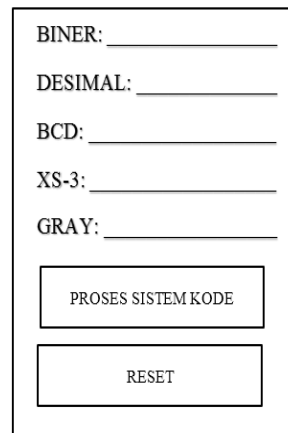 BINER:
DESIMAL:
BCD:
XS-3:
GRAY:
PROSES SISTEM KODE
RESET